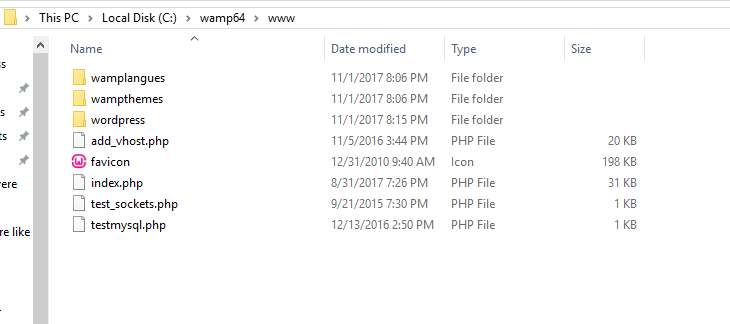 This PC > Local Disk (C:) > wamp64 > www
Name Date modified Type Size
wamplangues 11/1/2017 8:06 PM File folder
wampthemes 11/1/2017 8:06 PM File folder
wordpress 11/1/2017 8:15 PM File folder
add_vhost.php 11/5/2016 3:44 PM PHP File 20 KB
favicon 12/31/2010 9:40 AM Icon 198 KB
index.php 8/31/2017 7:26 PM PHP File 31 KB
test_sockets.php 9/21/2015 7:30 PM PHP File 1 KB
testmysql.php 12/13/2016 2:50 PM PHP File 1 KB